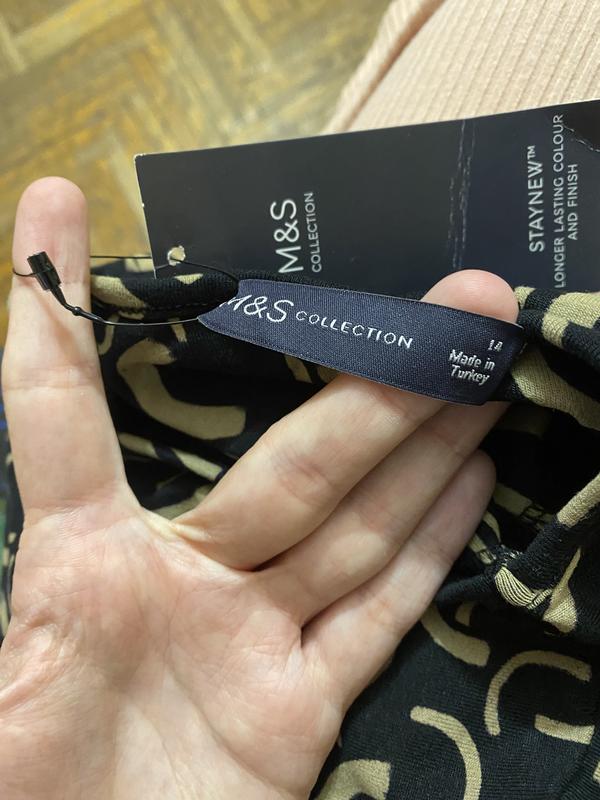 M&S
COLLECTION
STAYNEW™
LONGER LASTING COLOUR
AND FINISH
M&S COLLECTION
14
Made in
Turkey